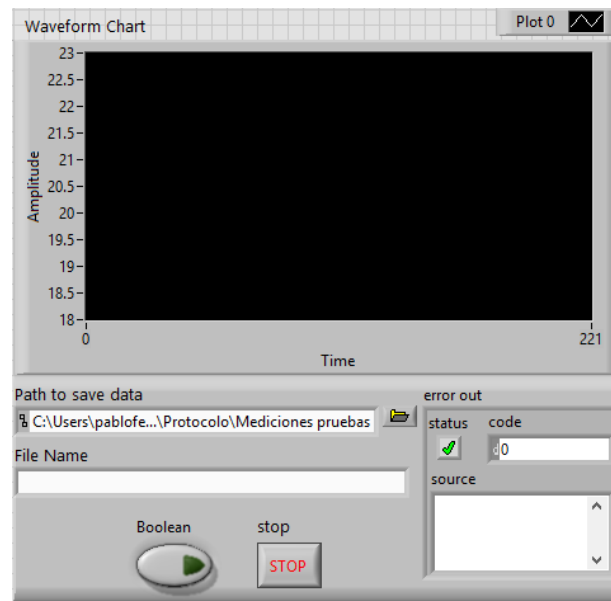 Waveform Chart
Plot 0
23
22.5
22
21.5
21
20.5
20
19.5
19
18.5
18
Amplitude
0
221
Time
Path to save data
C:\Users\pablofe...\Protocolo\Mediciones pruebas
File Name
error out
status
code
d0
source
Boolean
stop
STOP